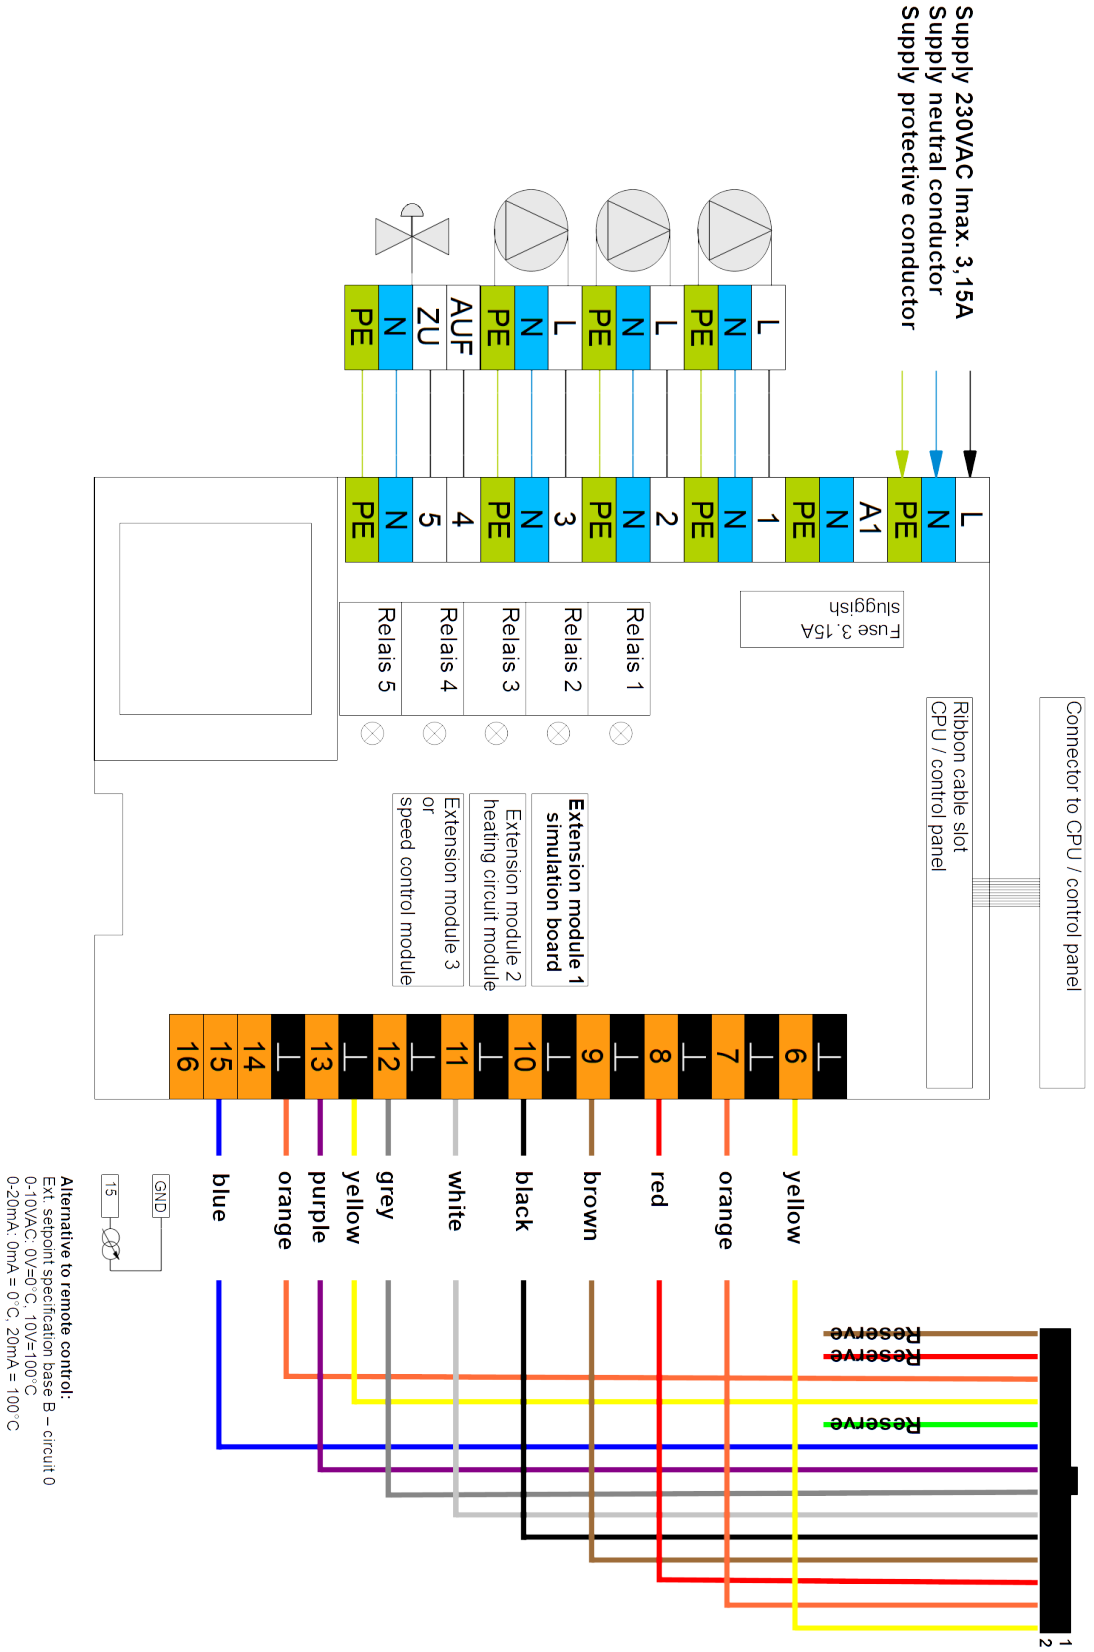 Supply 230VAC Imax. 3,15A
Supply neutral conductor
Supply protective conductor
PE
N
ZU
AUF
PE
N
L
PE
N
L
PE
N
L
PE
N
5
4
PE
N
3
PE
N
2
PE
N
1
PE
N
A1
PE
N
L
Fuse 3.15A
sluggish
Relais 5
Relais 4
Relais 3
Relais 2
Relais 1
Connector to CPU / control panel
Ribbon cable slot
CPU / control panel
Extension module 1
simulation board
Extension module 2
heating circuit module
Extension module 3
or
speed control module
16
15
14
13
12
11
10
9
8
7
6
blue
orange
purple
yellow
grey
white
black
brown
red
orange
yellow
GND
15
Alternative to remote control:
Ext. setpoint specification base B – circuit 0
0-10VAC: 0V=0°C, 10V=100°C
0-20mA: 0mA = 0°C, 20mA = 100°C
Reserve
Reserve
Reserve
1
2